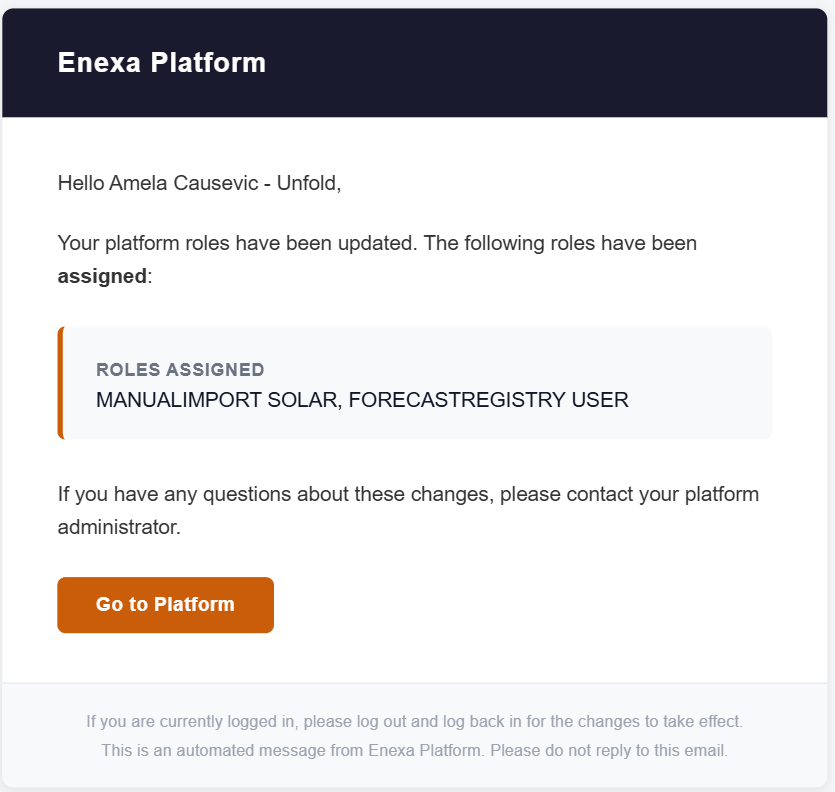 Enexa Platform
Hello Amela Causevic - Unfold,
Your platform roles have been updated. The following roles have been
assigned:
ROLES ASSIGNED
MANUALIMPORT SOLAR, FORECASTREGISTRY USER
If you have any questions about these changes, please contact your platform
administrator.
Go to Platform
If you are currently logged in, please log out and log back in for the changes to take effect.
This is an automated message from Enexa Platform. Please do not reply to this email.